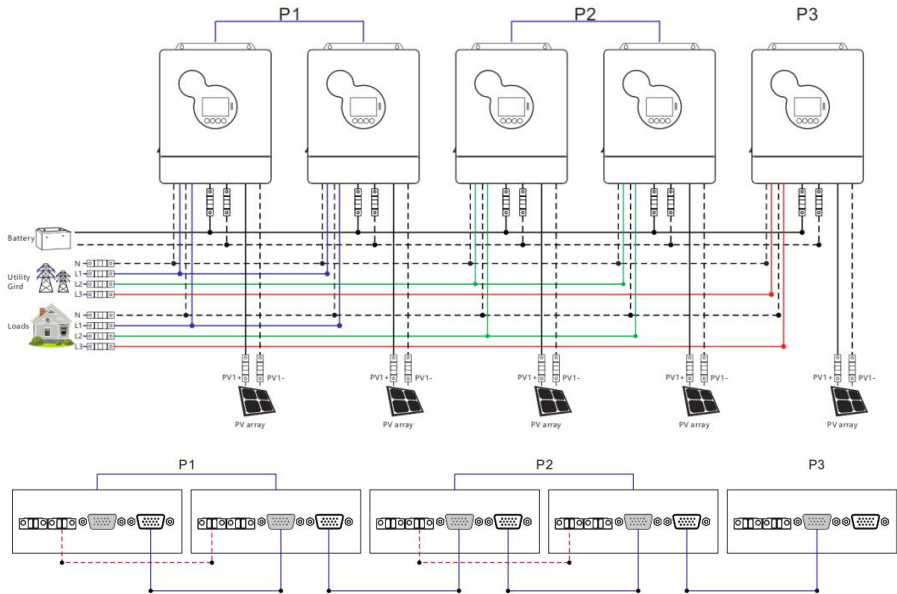 P1 P2 P3
Battery
N
L1
Utility
Gird
L2
L3
N
Loads
L1
L2
L3
PV1+ PV1- PV1+ PV1- PV1+ PV1- PV1+ PV1- PV1+ PV1-
PV array PV array PV array PV array PV array
P1 P2 P3